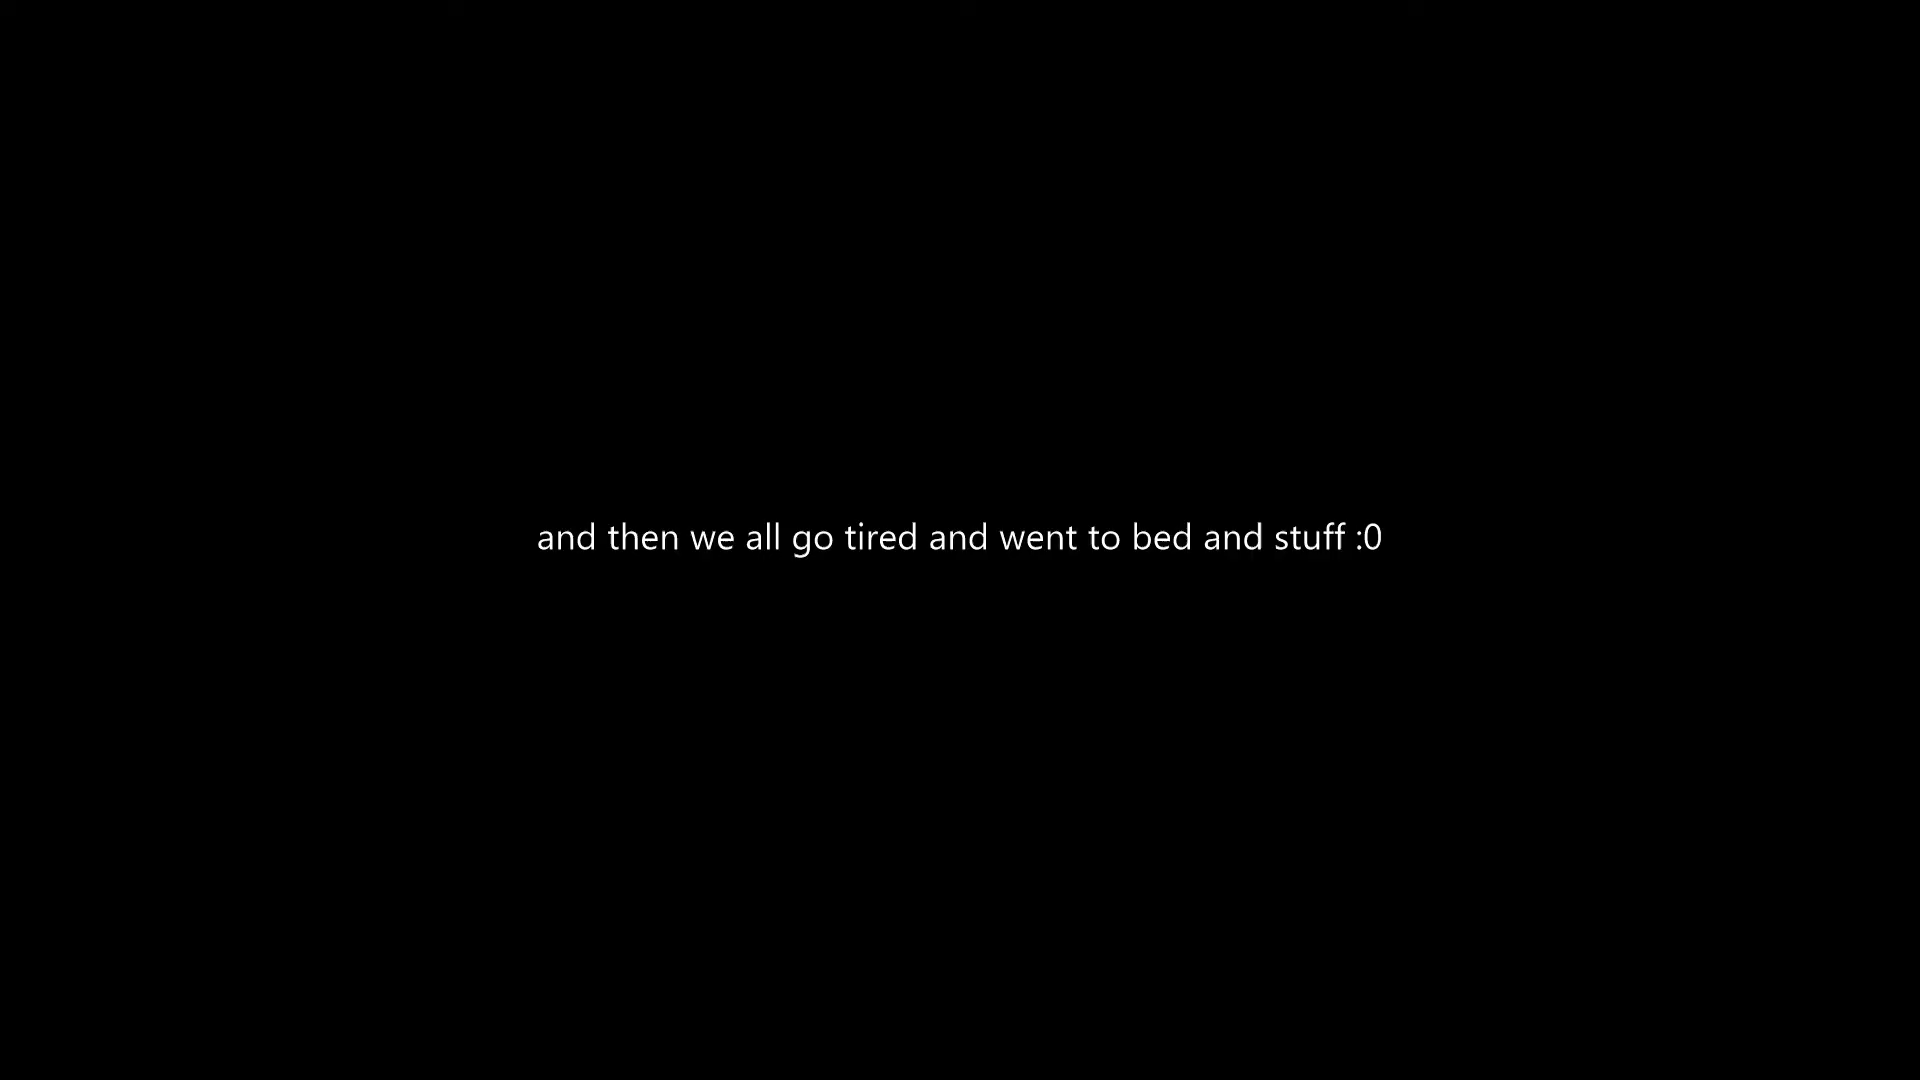 and then we all go tired and went to bed and stuff :0